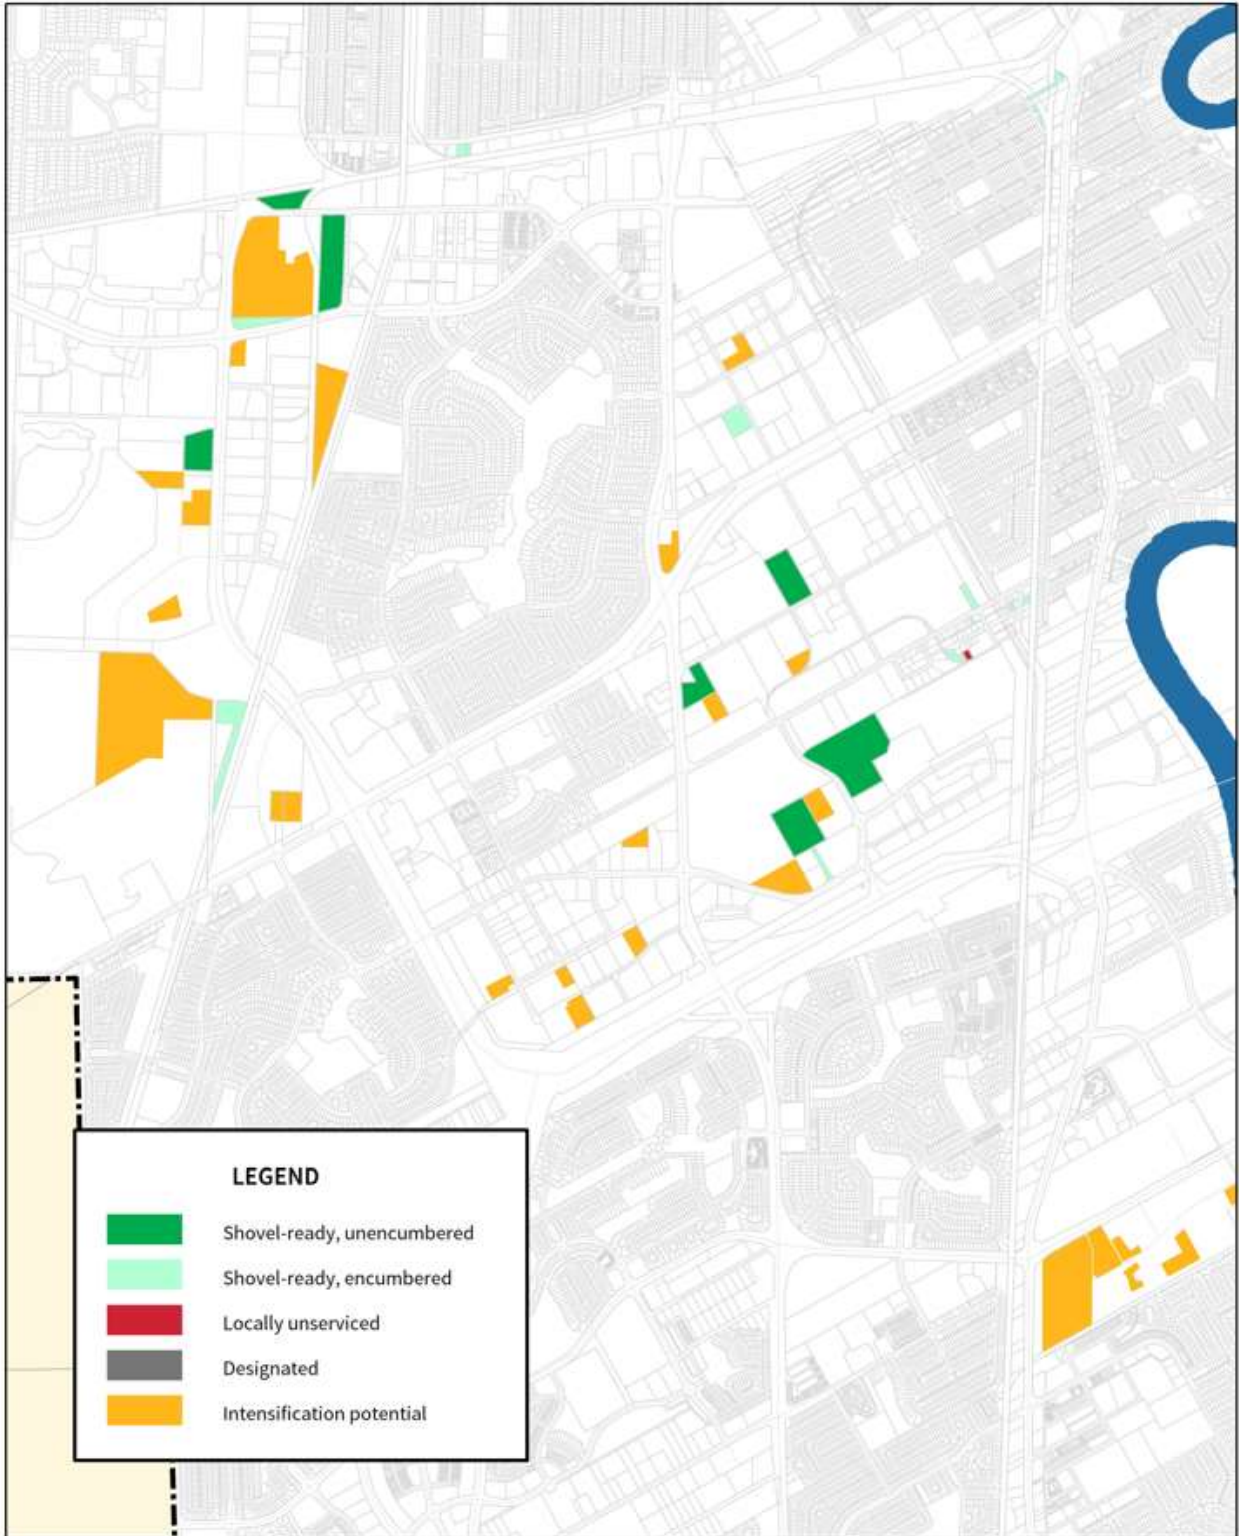 LEGEND
Shovel-ready, unencumbered
Shovel-ready, encumbered
Locally unserviced
Designated
Intensification potential